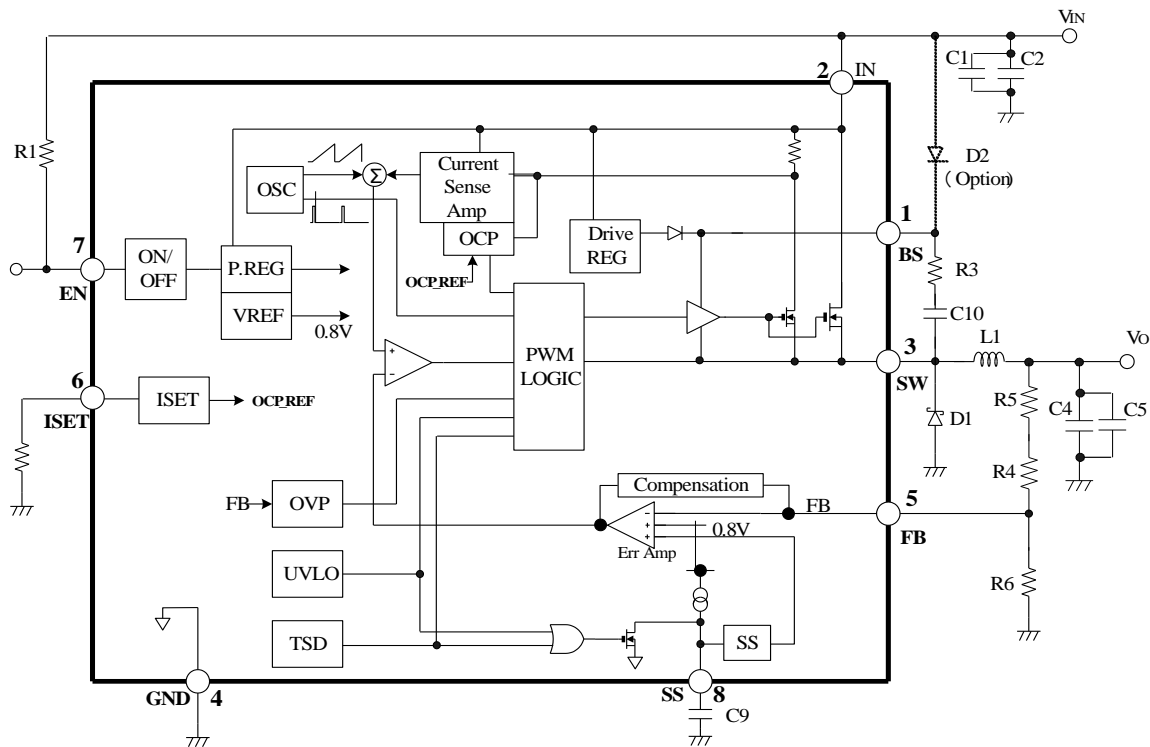 VIN
C1
C2
2
IN
R1
D2
(Option)
Current
Sense
Amp
Σ
OSC
OCP
1
BS
Drive
REG
7
EN
ON/
OFF
P.REG
OCP_REF
R3
VREF
0.8V
C10
PWM
LOGIC
+
−
3
SW
L1
VO
6
ISET
ISET
OCP_REF
D1
R5
C4
C5
R4
Compensation
FB
OVP
FB
5
FB
−
+
+
0.8V
Err Amp
UVLO
R6
TSD
SS
GND
4
SS
8
C9